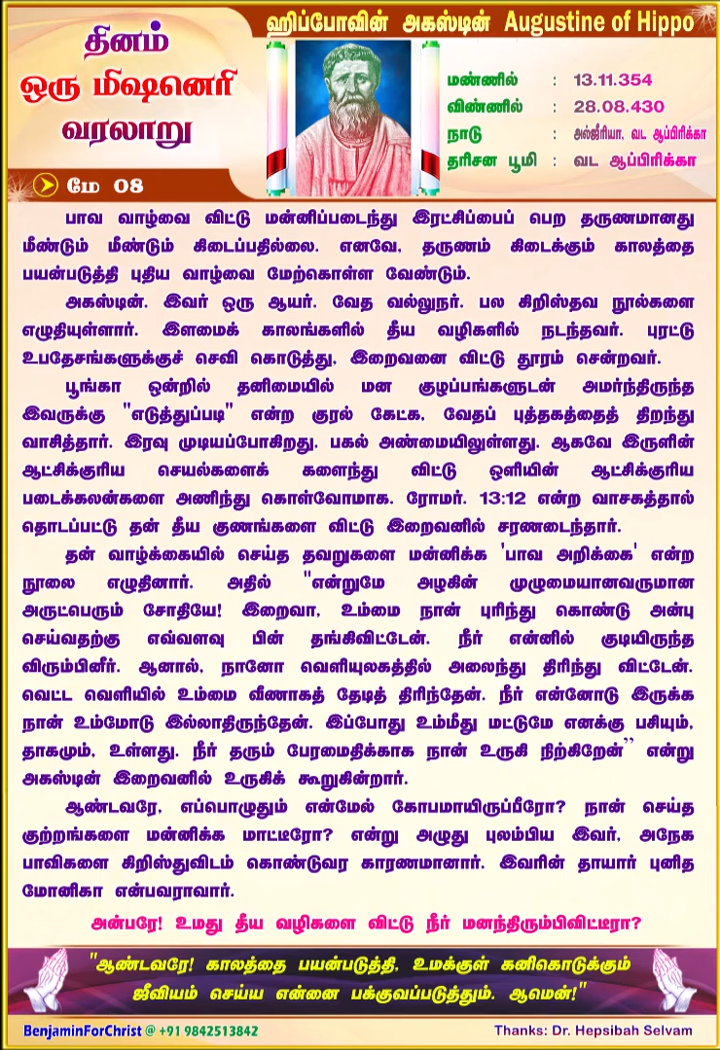 ஹிப்போவின் அகஸ்டின் Augustine of Hippo
தினம்
ஒரு மிஷனெரி
வரலாறு
மே 08
மண்ணில் : 13.11.354
விண்ணில் : 28.08.430
நாடு : அல்ஜீரியா, வட ஆப்பிரிக்கா
தரிசன பூமி : வட ஆப்பிரிக்கா
பாவ வாழ்வை விட்டு மன்னிப்படைந்து இரட்சிப்பைப் பெற தருணமானது
மீண்டும் மீண்டும் கிடைப்பதில்லை. எனவே, தருணம் கிடைக்கும் காலத்தை
பயன்படுத்தி புதிய வாழ்வை மேற்கொள்ள வேண்டும்.
அகஸ்டின். இவர் ஒரு ஆயர். வேத வல்லுநர். பல கிறிஸ்தவ நூல்களை
எழுதியுள்ளார். இளமைக் காலங்களில் தீய வழிகளில் நடந்தவர். புரட்டு
உபதேசங்களுக்குச் செவி கொடுத்து, இறைவனை விட்டு தூரம் சென்றவர்.
பூங்கா ஒன்றில் தனிமையில் மன குழப்பங்களுடன் அமர்ந்திருந்த
இவருக்கு "எடுத்துப்படி" என்ற குரல் கேட்க, வேதப் புத்தகத்தைத் திறந்து
வாசித்தார். இரவு முடியப்போகிறது. பகல் அண்மையிலுள்ளது. ஆகவே இருளின்
ஆட்சிக்குரிய செயல்களைக் களைந்து விட்டு ஒளியின் ஆட்சிக்குரிய
படைக்கலன்களை அணிந்து கொள்வோமாக. ரோமர். 13:12 என்ற வாசகத்தால்
தொடப்பட்டு தன் தீய குணங்களை விட்டு இறைவனில் சரணடைந்தார்.
தன் வாழ்க்கையில் செய்த தவறுகளை மன்னிக்க 'பாவ அறிக்கை' என்ற
நூலை எழுதினார். அதில் "என்றுமே அழகின் முழுமையானவருமான
அருட்பெரும் சோதியே! இறைவா, உம்மை நான் புரிந்து கொண்டு அன்பு
செய்வதற்கு எவ்வளவு பின் தங்கிவிட்டேன். நீர் என்னில் குடியிருந்த
விரும்பினீர். ஆனால், நானோ வெளியுலகத்தில் அலைந்து திரிந்து விட்டேன்.
வெட்ட வெளியில் உம்மை வீணாகத் தேடித் திரிந்தேன். நீர் என்னோடு இருக்க
நான் உம்மோடு இல்லாதிருந்தேன். இப்போது உம்மீது மட்டுமே எனக்கு பசியும்,
தாகமும், உள்ளது. நீர் தரும் பேரமைதிக்காக நான் உருகி நிற்கிறேன்" என்று
அகஸ்டின் இறைவனில் உருகிக் கூறுகின்றார்.
ஆண்டவரே, எப்பொழுதும் என்மேல் கோபமாயிருப்பீரோ? நான் செய்த
குற்றங்களை மன்னிக்க மாட்டீரோ? என்று அழுது புலம்பிய இவர், அநேக
பாவிகளை கிறிஸ்துவிடம் கொண்டுவர காரணமானார். இவரின் தாயார் புனித
மோனிகா என்பவராவார்.
அன்பரே! உமது தீய வழிகளை விட்டு நீர் மனந்திரும்பிவிட்டீரா?
"ஆண்டவரே! காலத்தை பயன்படுத்தி, உமக்குள் கனிகொடுக்கும்
ஜீவியம் செய்ய என்னை பக்குவப்படுத்தும். ஆமென்!"
BenjaminForChrist @ +91 9842513842
Thanks: Dr. Hepsibah Selvam